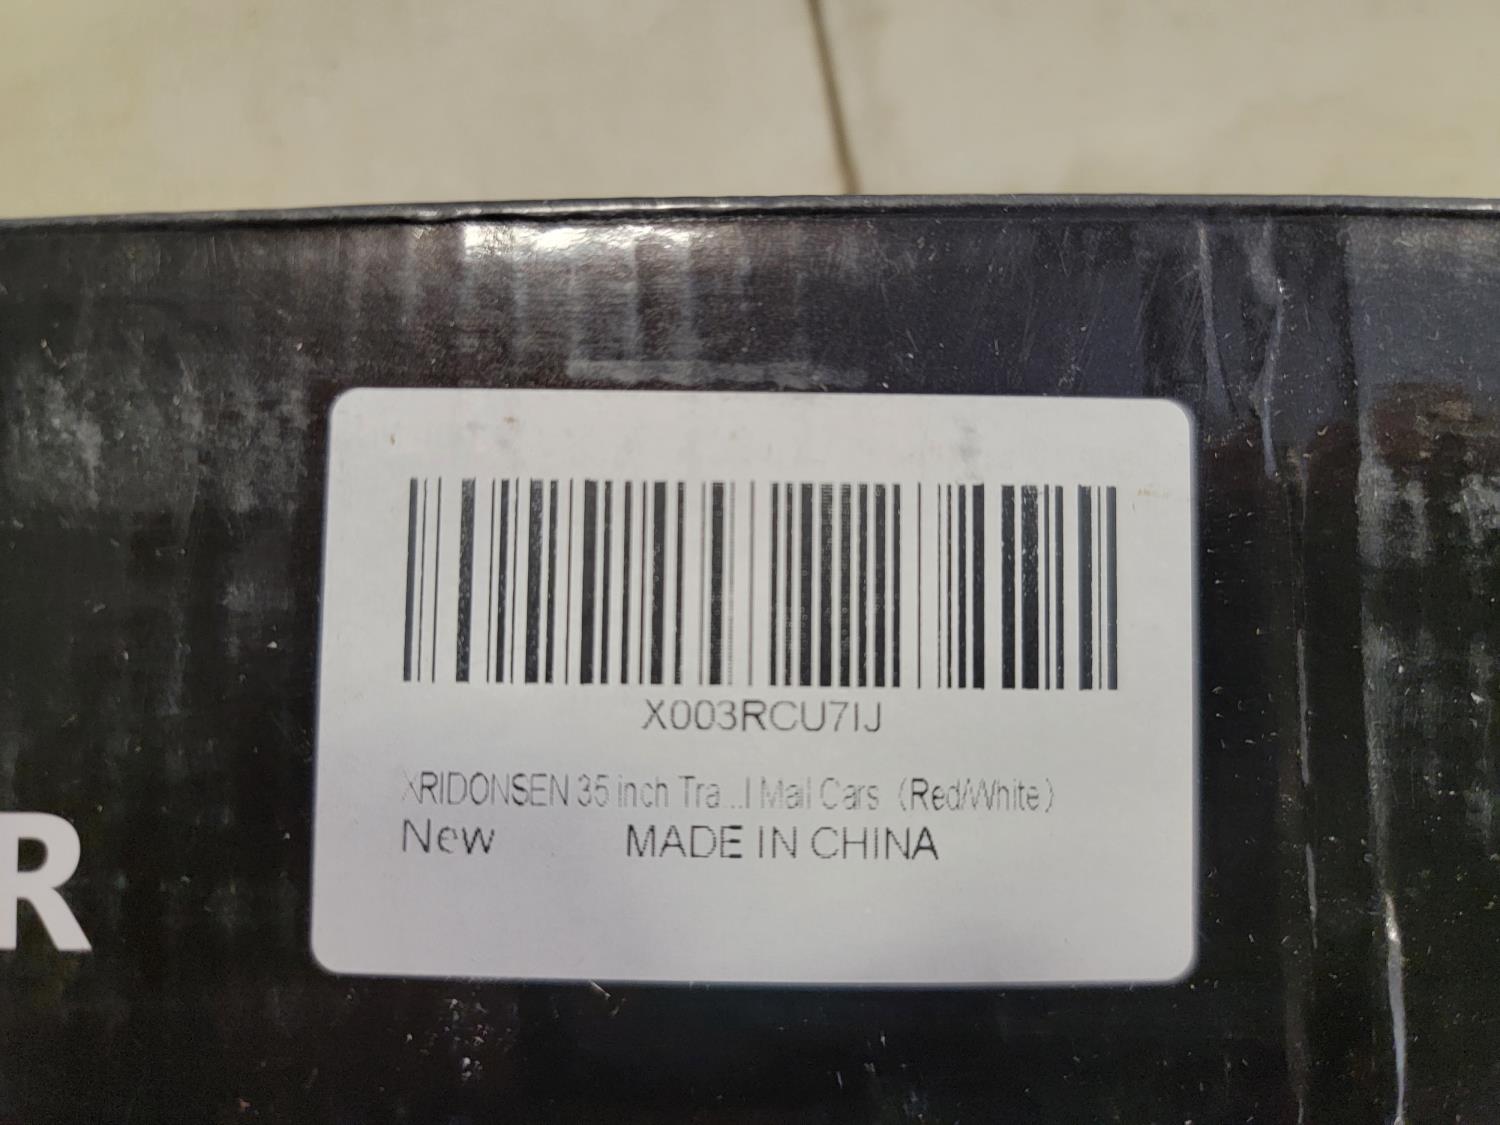 X003RCU7IJ
XRIDONSEN 35 inch Tra...l Mail Cars (Red/White)
New MADE IN CHINA
R